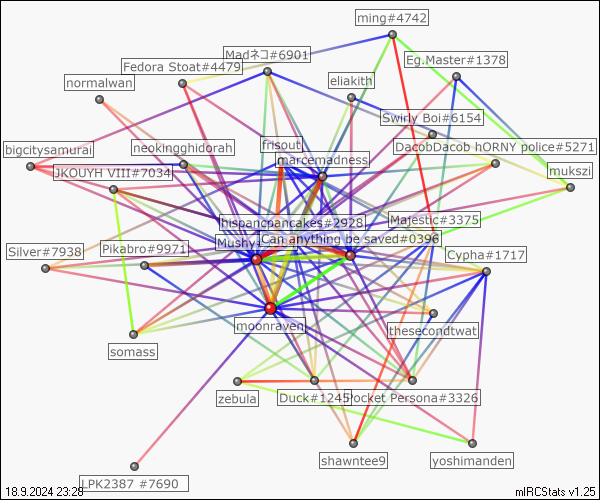 ming#4742
Madネコ#6901
Eg.Master#1378
Fedora Stoat#4479
eliakith
normalwan
Swirly Boi#6154
frisout
neokingghidorah
DacobDacob hORNY police#5271
bigcitysamurai
marcemadness
JKOUYH VIII#7034
mukszi
hispancpancakes#2928
Majestic#3375
Can anything be saved#0396
Silver#7938
Pikabro#9971
Mushy
Cypha#1717
moonraven
thesecondtwat
somass
zebula
Duck#1245
Pocket Persona#3326
shawntee9
yoshimanden
LPK2387 #7690
18.9.2024 23:28
mIRCStats v1.25